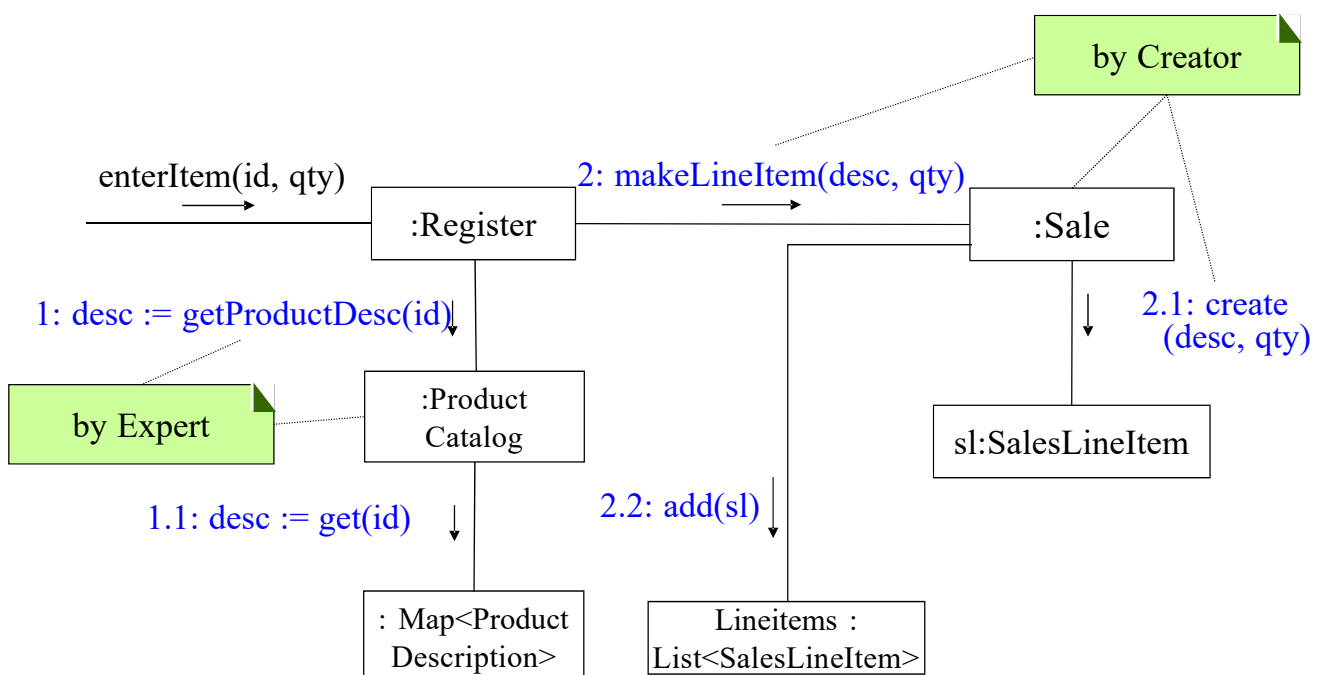 by Creator
enterItem(id, qty)
2: makeLineItem(desc, qty)
:Register
:Sale
1: desc := getProductDesc(id)
2.1: create
(desc, qty)
by Expert
:Product
Catalog
sl:SalesLineItem
1.1: desc := get(id)
2.2: add(sl)
: Map<Product
Description>
Lineitems :
List<SalesLineItem>